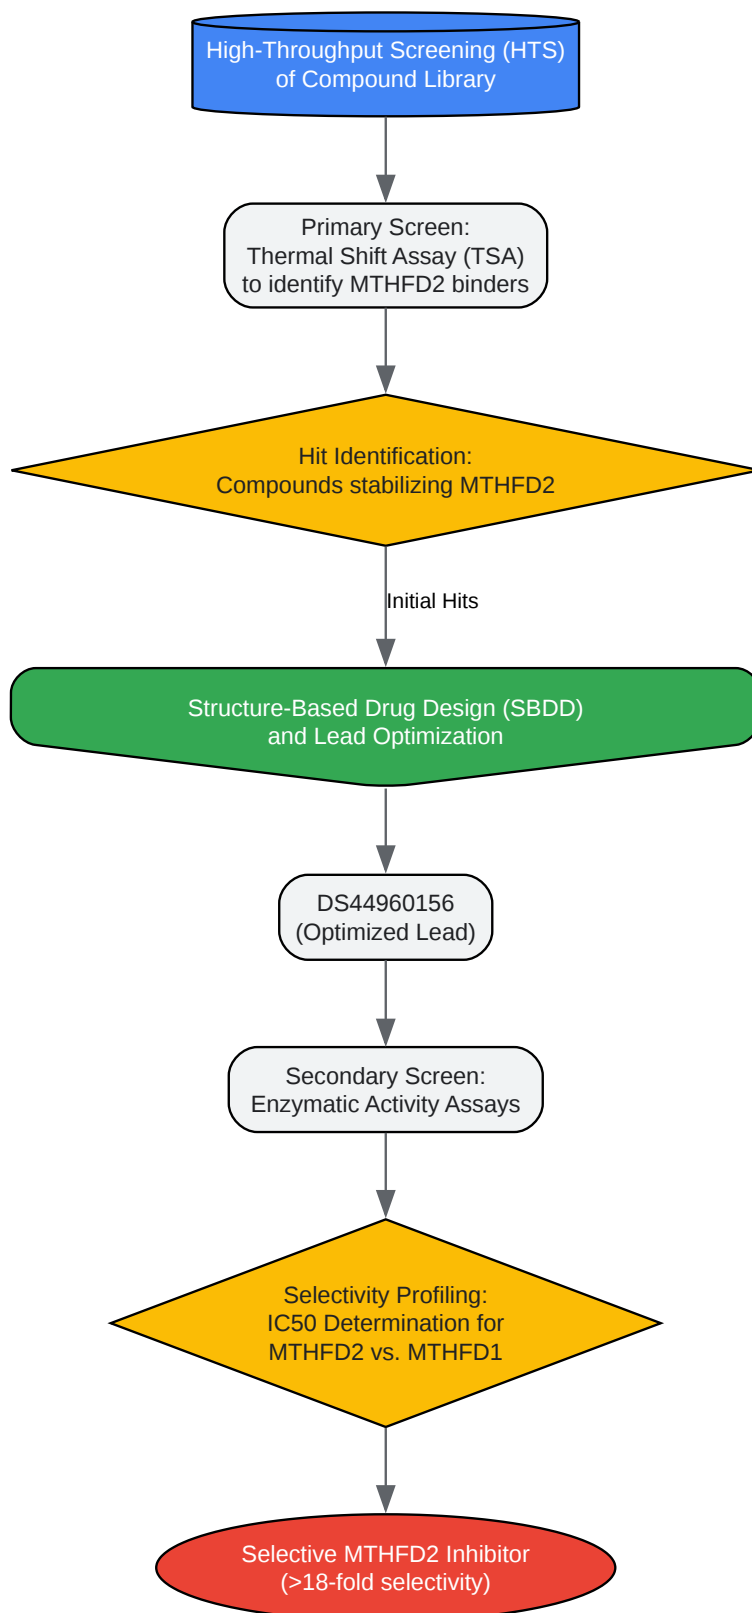 High-Throughput Screening (HTS)
of Compound Library
Primary Screen:
Thermal Shift Assay (TSA)
to identify MTHFD2 binders
Hit Identification:
Compounds stabilizing MTHFD2
Initial Hits
Structure-Based Drug Design (SBDD)
and Lead Optimization
DS44960156
(Optimized Lead)
Secondary Screen:
Enzymatic Activity Assays
Selectivity Profiling:
IC50 Determination for
MTHFD2 vs. MTHFD1
Selective MTHFD2 Inhibitor
(>18-fold selectivity)